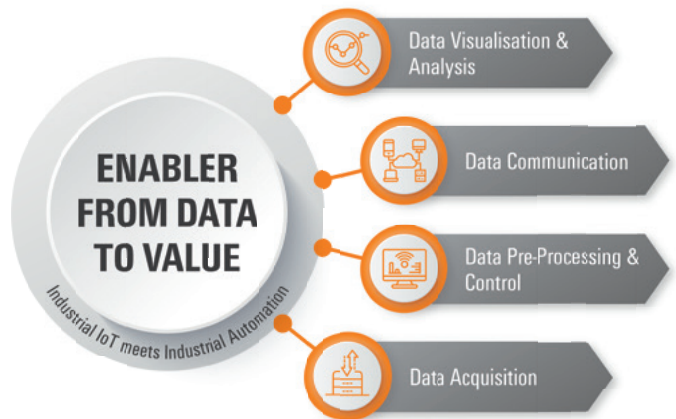 ENABLER
FROM DATA
TO VALUE
Industrial IoT meets Industrial Automation
Data Visualisation &
Analysis
Data Communication
Data Pre-Processing &
Control
Data Acquisition